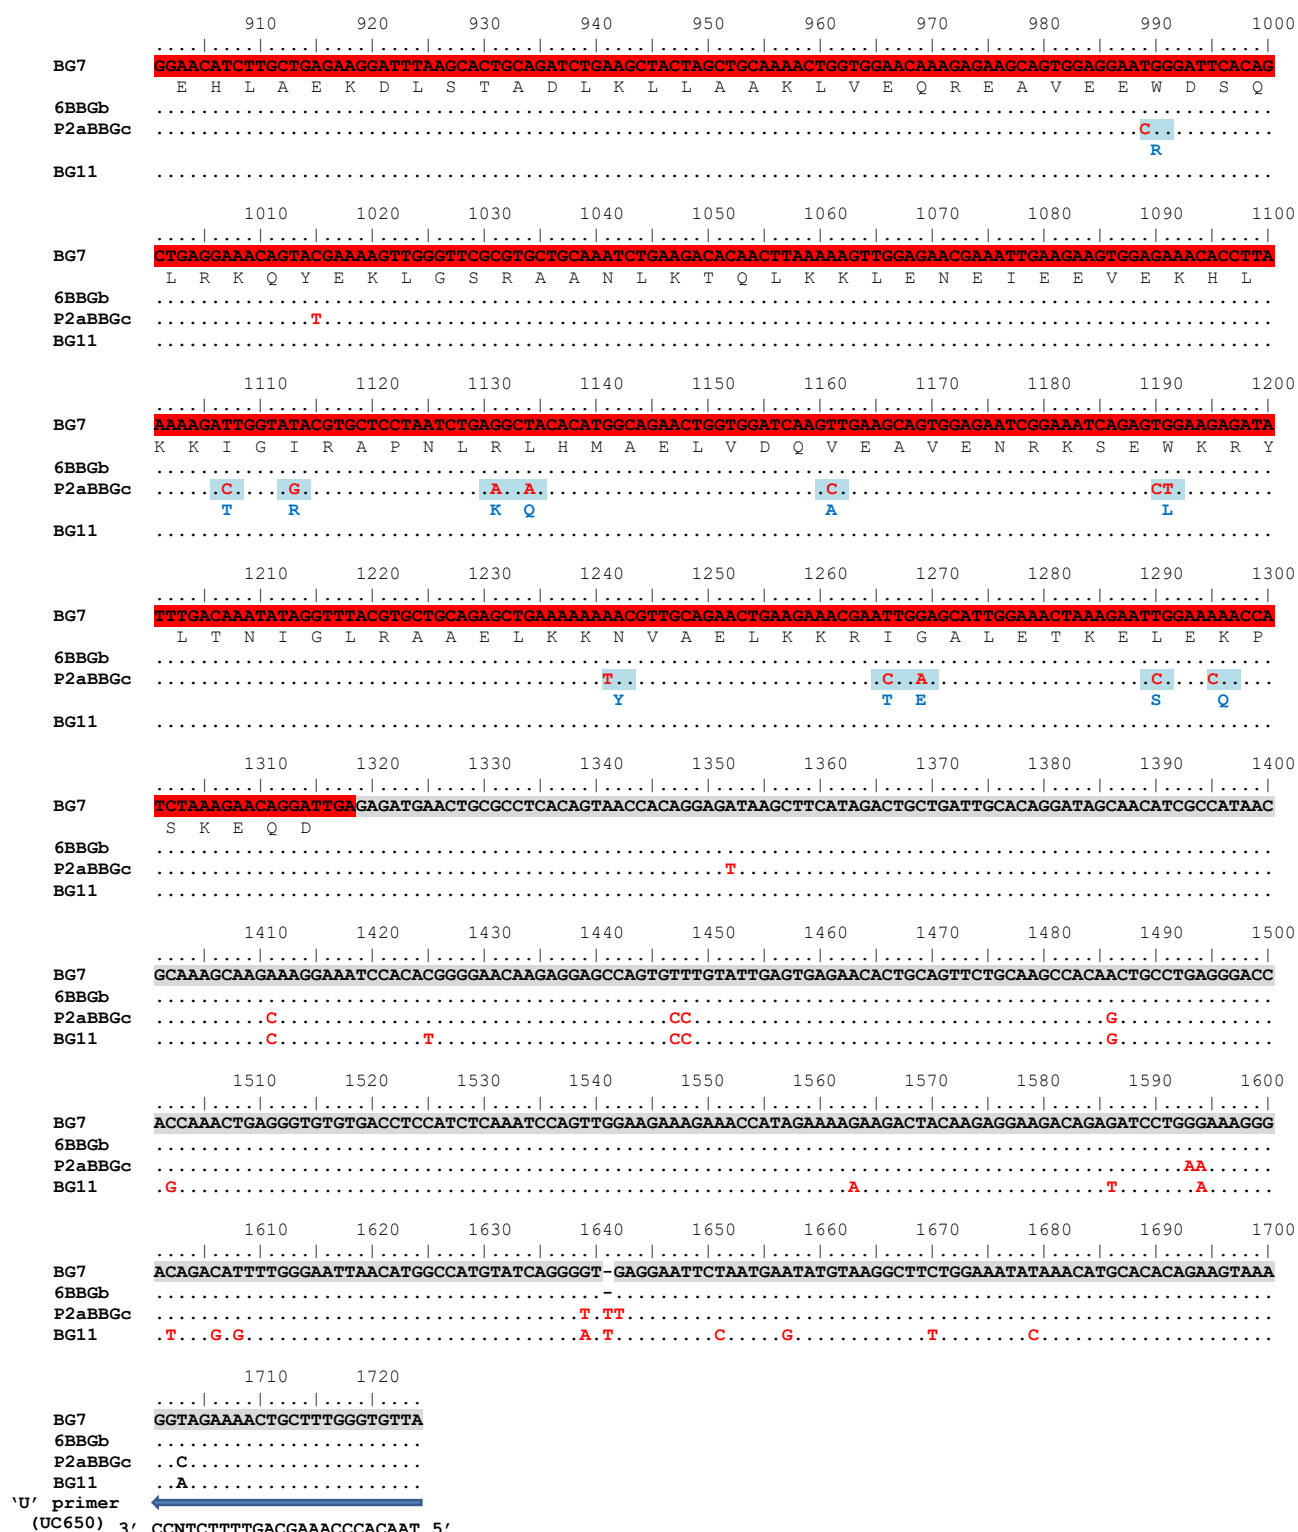 910 920 930 940 950 960 970 980 990 1000
....|....|....|....|....|....|....|....|....|....|....|....|....|....|....|....|....|....|....|....|
BG7 GGAACATCTTGCTGAGAAGGATTTAAGCACTGCAGATCTGAAGCTACTAGCTGCAAAACTGGTGGAACAAAGAGAAGCAGTGGAGGAATGGGATTCACAG
E H L A E K D L S T A D L K L L A A K L V E Q R E A V E E W D S Q
6BBGb ....................................................................................................
P2aBBGc ........................................................................................C...........
R
BG11 ....................................................................................................
1010 1020 1030 1040 1050 1060 1070 1080 1090 1100
....|....|....|....|....|....|....|....|....|....|....|....|....|....|....|....|....|....|....|....|
BG7 CTGAGGAAACAGTACGAAAAGTTGGGTTCGCGTGCTGCAAATCTGAAGACACAACTTAAAAAGTTGGAGAACGAAATTGAAGAAGTGGAGAAACACCTTA
L R K Q Y E K L G S R A A N L K T Q L K K L E N E I E E V E K H L
6BBGb ....................................................................................................
P2aBBGc ..............T.....................................................................................
BG11 ....................................................................................................
1110 1120 1130 1140 1150 1160 1170 1180 1190 1200
....|....|....|....|....|....|....|....|....|....|....|....|....|....|....|....|....|....|....|....|
BG7 AAAAGATTGGTATACGTGCTCCTAATCTGAGGCTACACATGGCAGAACTGGTGGATCAAGTTGAAGCAGTGGAGAATCGGAAATCAGAGTGGAAGAGATA
K K I G I R A P N L R L H M A E L V D Q V E A V E N R K S E W K R Y
6BBGb ....................................................................................................
P2aBBGc ......C.....G.................A..A..........................C............................CT.........
T R K Q A L
BG11 ....................................................................................................
1210 1220 1230 1240 1250 1260 1270 1280 1290 1300
....|....|....|....|....|....|....|....|....|....|....|....|....|....|....|....|....|....|....|....|
BG7 TTTGACAAATATAGGTTTACGTGCTGCAGAGCTGAAAAAAAACGTTGCAGAACTGAAGAAACGAATTGGAGCATTGGAAACTAAAGAATTGGAAAAACCA
L T N I G L R A A E L K K N V A E L K K R I G A L E T K E L E K P
6BBGb ....................................................................................................
P2aBBGc ........................................T........................C..A....................C....C.....
Y T E S Q
BG11 ....................................................................................................
1310 1320 1330 1340 1350 1360 1370 1380 1390 1400
....|....|....|....|....|....|....|....|....|....|....|....|....|....|....|....|....|....|....|....|
BG7 TCTAAAGAACAGGATTGAGAGATGAACTGCGCCTCACAGTAACCACAGGAGATAAGCTTCATAGACTGCTGATTGCACAGGATAGCAACATCGCCATAAC
S K E Q D
6BBGb ....................................................................................................
P2aBBGc ...................................................T................................................
BG11 ....................................................................................................
1410 1420 1430 1440 1450 1460 1470 1480 1490 1500
....|....|....|....|....|....|....|....|....|....|....|....|....|....|....|....|....|....|....|....|
BG7 GCAAAGCAAGAAAGGAAATCCACACGGGGAACAAGAGGAGCCAGTGTTTGTATTGAGTGAGAACACTGCAGTTCTGCAAGCCACAACTGCCTGAGGGACC
6BBGb ....................................................................................................
P2aBBGc ..........C...................................CC.....................................G..............
BG11 ..........C.............T.....................CC.....................................G..............
1510 1520 1530 1540 1550 1560 1570 1580 1590 1600
....|....|....|....|....|....|....|....|....|....|....|....|....|....|....|....|....|....|....|....|
BG7 ACCAAACTGAGGGTGTGTGACCTCCATCTCAAATCCAGTTGGAAGAAAGAAACCATAGAAAAGAAGACTACAAGAGGAAGACAGAGATCCTGGGAAAGGG
6BBGb ....................................................................................................
P2aBBGc ............................................................................................AA......
BG11 .G............................................................A......................T.......A......
1610 1620 1630 1640 1650 1660 1670 1680 1690 1700
....|....|....|....|....|....|....|....|....|....|....|....|....|....|....|....|....|....|....|....|
BG7 ACAGACATTTTGGGAATTAACATGGCCATGTATCAGGGGT-GAGGAATTCTAATGAATATGTAAGGCTTCTGGAAATATAAACATGCACACAGAAGTAAA
6BBGb ........................................-...........................................................
P2aBBGc ......................................T.TT..........................................................
BG11 .T...G.G..............................A.T.........C.....G............T........C.....................
1710 1720
....|....|....|....|....
BG7 GGTAGAAAACTGCTTTGGGTGTTA
6BBGb ........................
P2aBBGc ..C.....................
BG11 ..A.....................
‘U’ primer
(UC650) 3’ CCNTCTTTTGACGAAACCCACAAT 5’